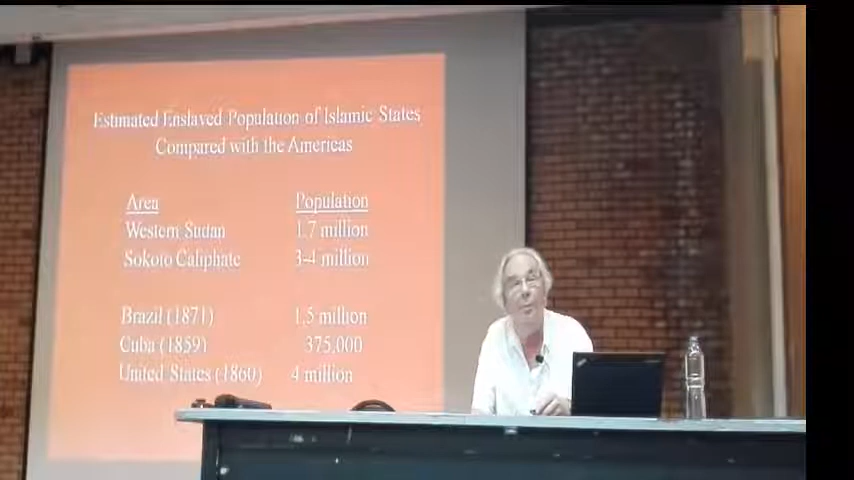 Estimated Enslaved Population of Islamic States
Compared with the Americas
Area Population
Western Sudan 1.7 million
Sokoto Caliphate 3-4 million
Brazil (1871) 1.5 million
Cuba (1859) 375,000
United States (1860) 4 million